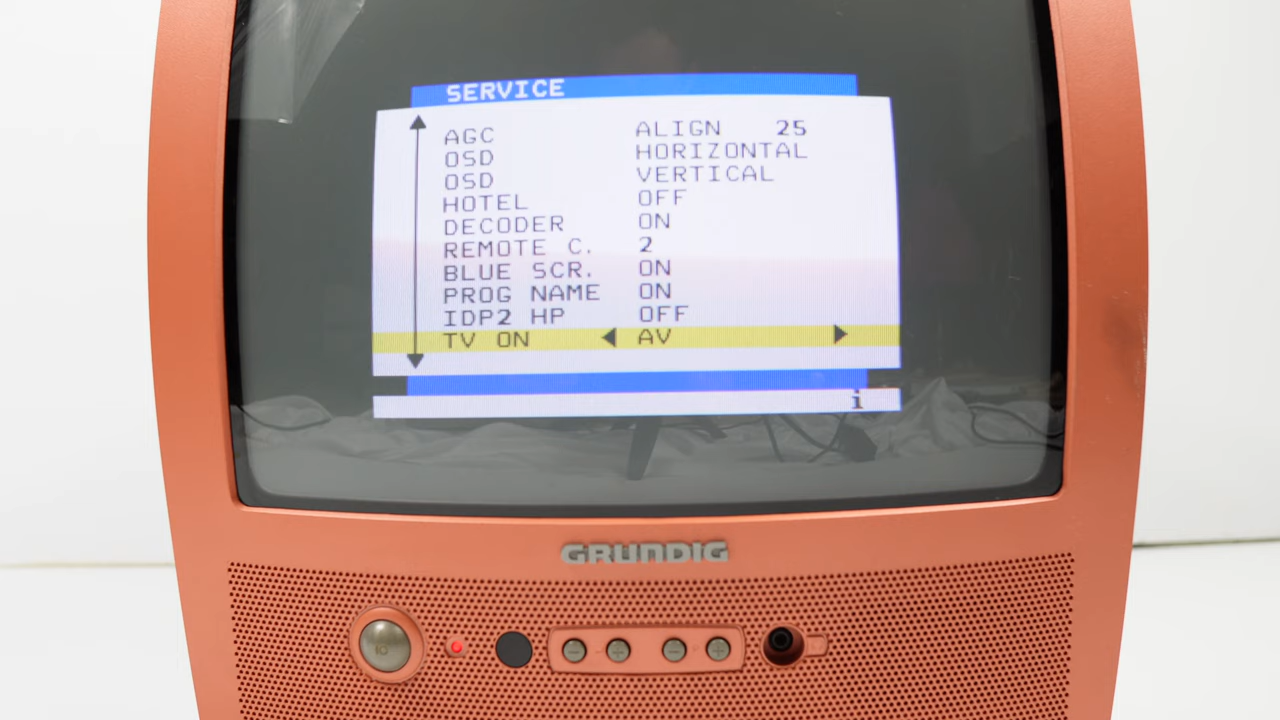 SERVICE
AGC ALIGN 25
OSD HORIZONTAL
OSD VERTICAL
HOTEL OFF
DECODER ON
REMOTE C. 2
BLUE SCR. ON
PROG NAME ON
IDP2 HP OFF
TV ON AV
i
GRUNDIG